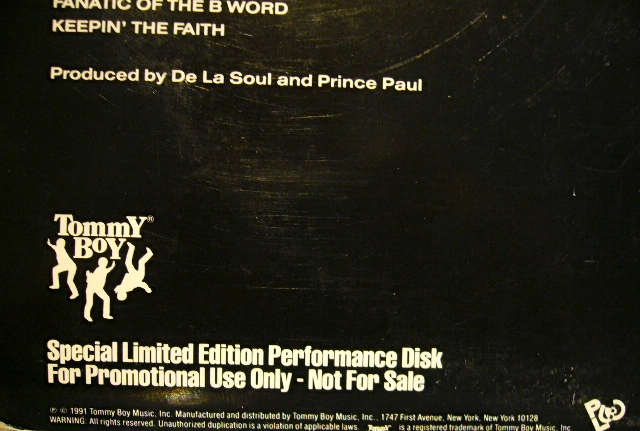 FANATIC OF THE B WORD
KEEPIN' THE FAITH
Produced by De La Soul and Prince Paul
TOMMY®
BOY
Special Limited Edition Performance Disk
For Promotional Use Only - Not For Sale
℗ © 1991 Tommy Boy Music, Inc. Manufactured and distributed by Tommy Boy Music, Inc., 1747 First Avenue, New York, New York 10128
WARNING: All rights reserved. Unauthorized duplication is a violation of applicable laws. Tommy Boy is a registered trademark of Tommy Boy Music, Inc.